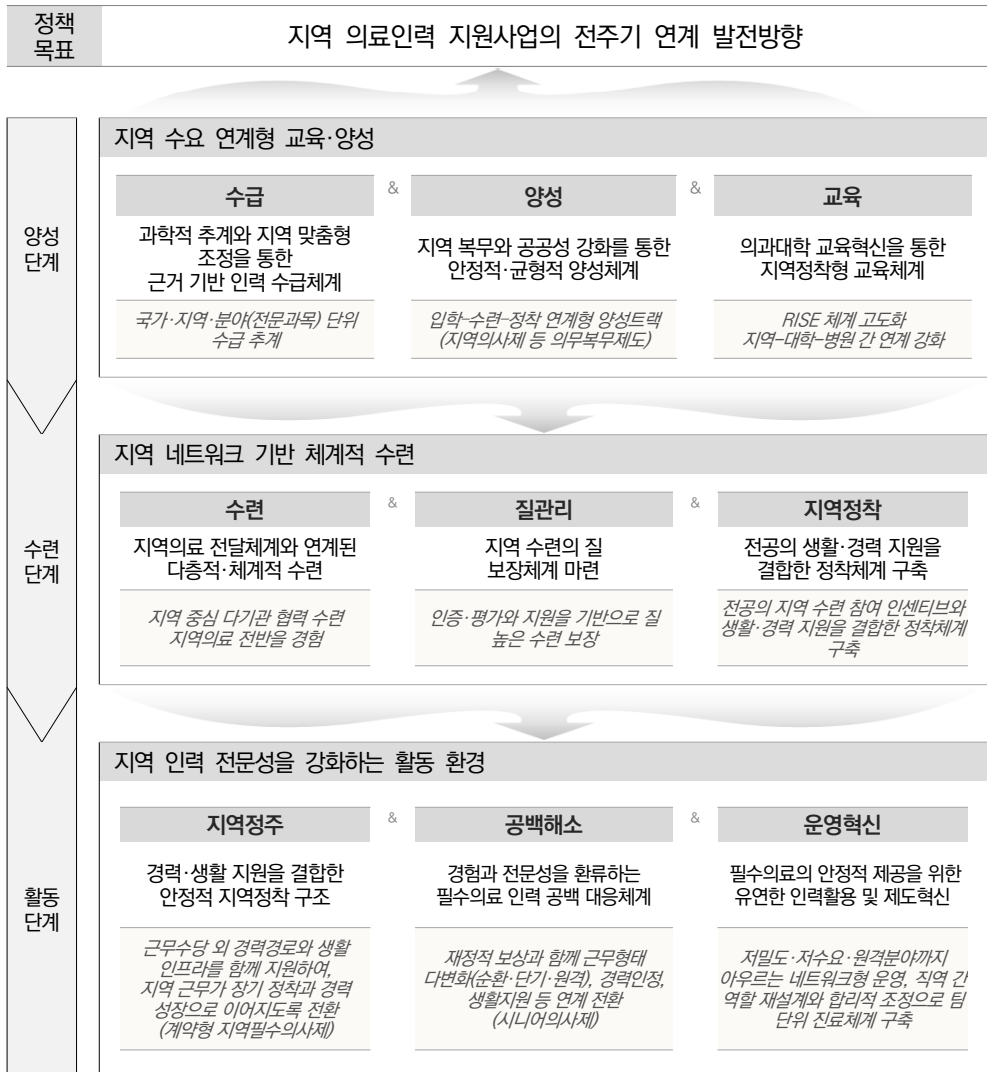 정책
목표
지역 의료인력 지원사업의 전주기 연계 발전방향
양성
단계
지역 수요 연계형 교육·양성
수급
&
양성
&
교육
과학적 추계와 지역 맞춤형
조정을 통한
근거 기반 인력 수급체계
지역 복무와 공공성 강화를 통한
안정적·균형적 양성체계
의과대학 교육혁신을 통한
지역정착형 교육체계
국가·지역·분야(전문과목) 단위
수급 추계
입학-수련-정착 연계형 양성트랙
(지역의사제 등 의무복무제도)
RISE 체계 고도화
지역-대학-병원 간 연계 강화
수련
단계
지역 네트워크 기반 체계적 수련
수련
&
질관리
&
지역정착
지역의료 전달체계와 연계된
다층적·체계적 수련
지역 수련의 질
보장체계 마련
전공의 생활·경력 지원을
결합한 정착체계 구축
지역 중심 다기관 협력 수련
지역의료 전반을 경험
인증·평가와 지원을 기반으로 질
높은 수련 보장
전공의 지역 수련 참여 인센티브와
생활·경력 지원을 결합한 정착체계
구축
활동
단계
지역 인력 전문성을 강화하는 활동 환경
지역정주
&
공백해소
&
운영혁신
경력·생활 지원을 결합한
안정적 지역정착 구조
경험과 전문성을 환류하는
필수의료 인력 공백 대응체계
필수의료의 안정적 제공을 위한
유연한 인력활용 및 제도혁신
근무수당 외 경력경로와 생활
인프라를 함께 지원하여,
지역 근무가 장기 정착과 경력
성장으로 이어지도록 전환
(계약형 지역필수의사제)
재정적 보상과 함께 근무형태
다변화(순환·단기·원격), 경력인정,
생활지원 등 연계 전환
(시니어의사제)
저밀도·저수요·원격분야까지
아우르는 네트워크형 운영, 직역 간
역할 재설계와 합리적 조정으로 팀
단위 진료체계 구축